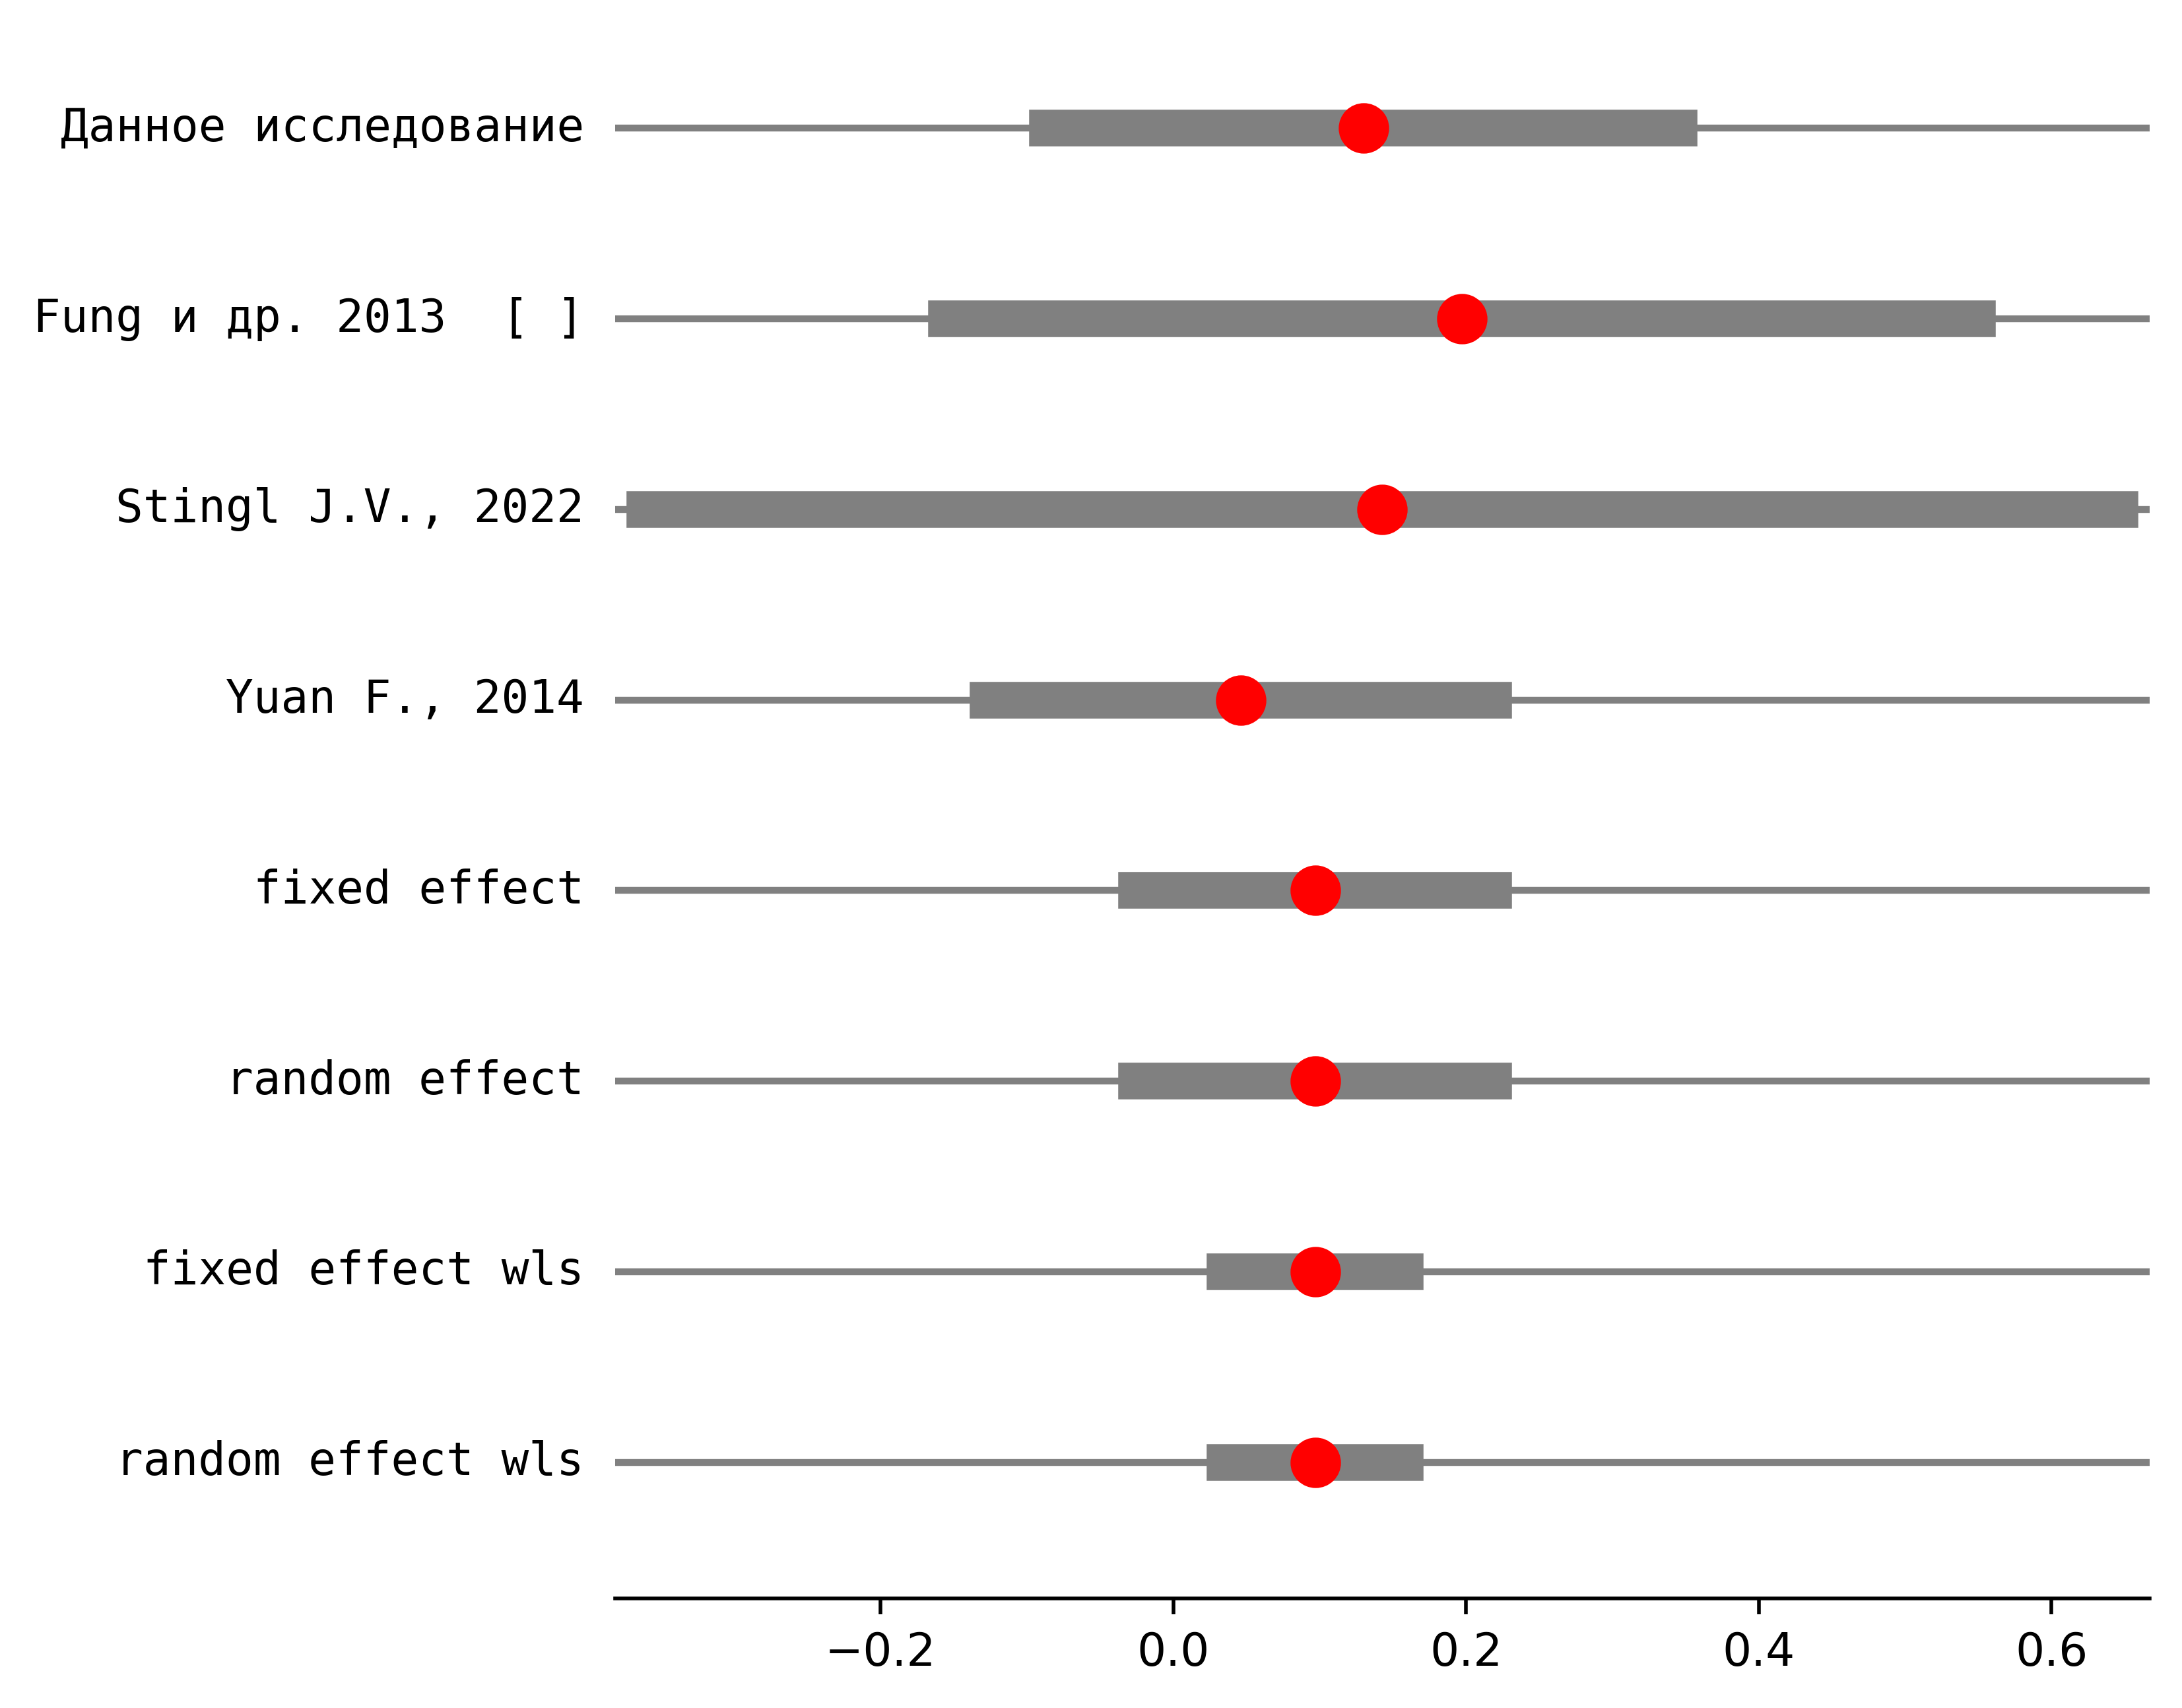 Данное исследование
Fung и др. 2013  [ ]
Stingl J.V., 2022
Yuan F., 2014
fixed effect
random effect
fixed effect wls
random effect wls
−0.2 0.0 0.2 0.4 0.6